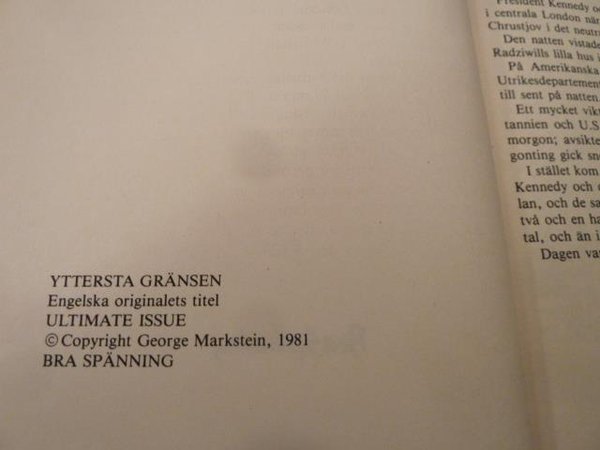 YTTERSTA GRÄNSEN
Engelska originalets titel
ULTIMATE ISSUE
© Copyright George Markstein, 1981
BRA SPÄNNING
President Kennedy
i centrala London när
Chrustjov i det
Den natten vistade
Radziwills lilla hus i
På Amerikanska
Utrikesdepartement
till sent på natten.
Ett mycket vikt
tannien och U.S
morgon; avsikte
gonting gick sn
I stället kom
Kennedy och
lan, och de sa
två och en ha
tal, och än i
Dagen va